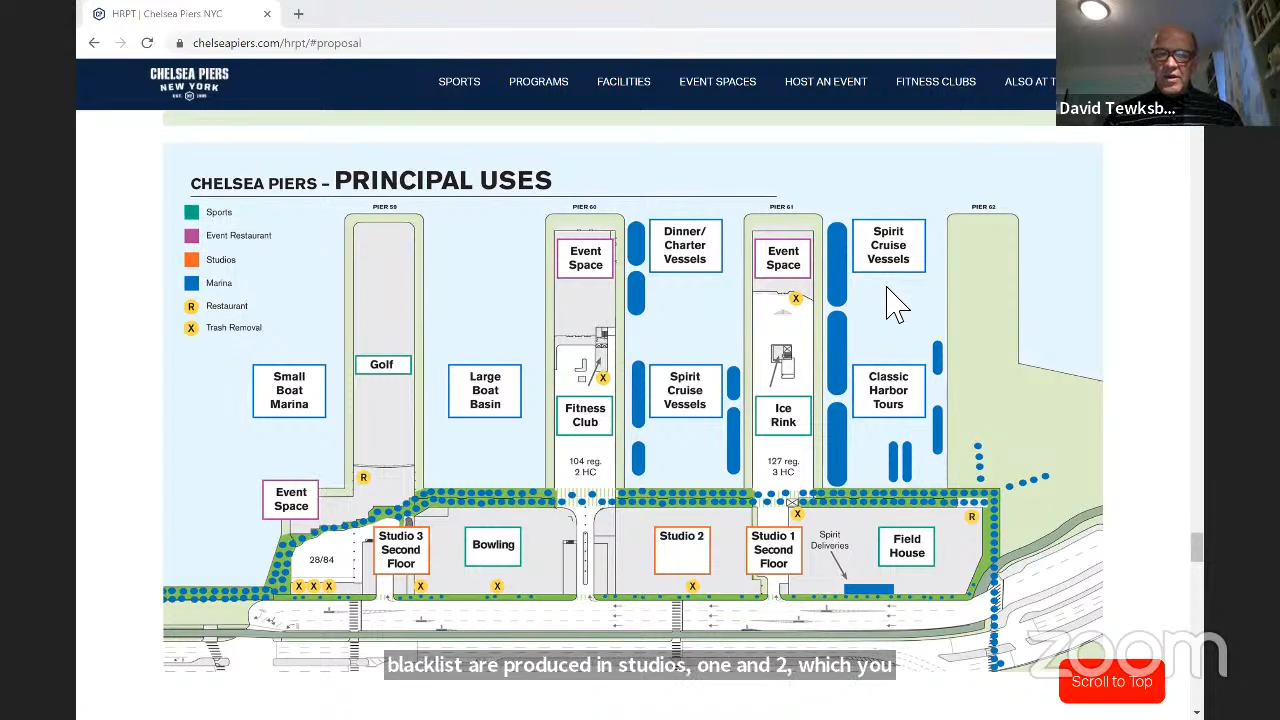 HRPT | Chelsea Piers NYC
chelseapiers.com/hrpt/#proposal
CHELSEA PIERS
NEW YORK
SPORTS PROGRAMS FACILITIES EVENT SPACES HOST AN EVENT FITNESS CLUBS ALSO AT T
David Tewksb...
CHELSEA PIERS – PRINCIPAL USES
PIER 59 PIER 60 PIER 61 PIER 62
Sports
Event Restaurant
Studios
Marina
R Restaurant
X Trash Removal
Event
Space
Dinner/
Charter
Vessels
Event
Space
Spirit
Cruise
Vessels
X
Small
Boat
Marina
Golf
Large
Boat
Basin
X
Fitness
Club
104 reg.
2 HC
Spirit
Cruise
Vessels
Ice
Rink
127 reg.
3 HC
Classic
Harbor
Tours
Event
Space
R
28/84
X X X
Studio 3
Second
Floor
X
Bowling
X
Studio 2
X
Studio 1
Second
Floor
X
Spirit
Deliveries
Field
House
R
blacklist are produced in studios, one and 2, which you
zoom
Scroll to Top